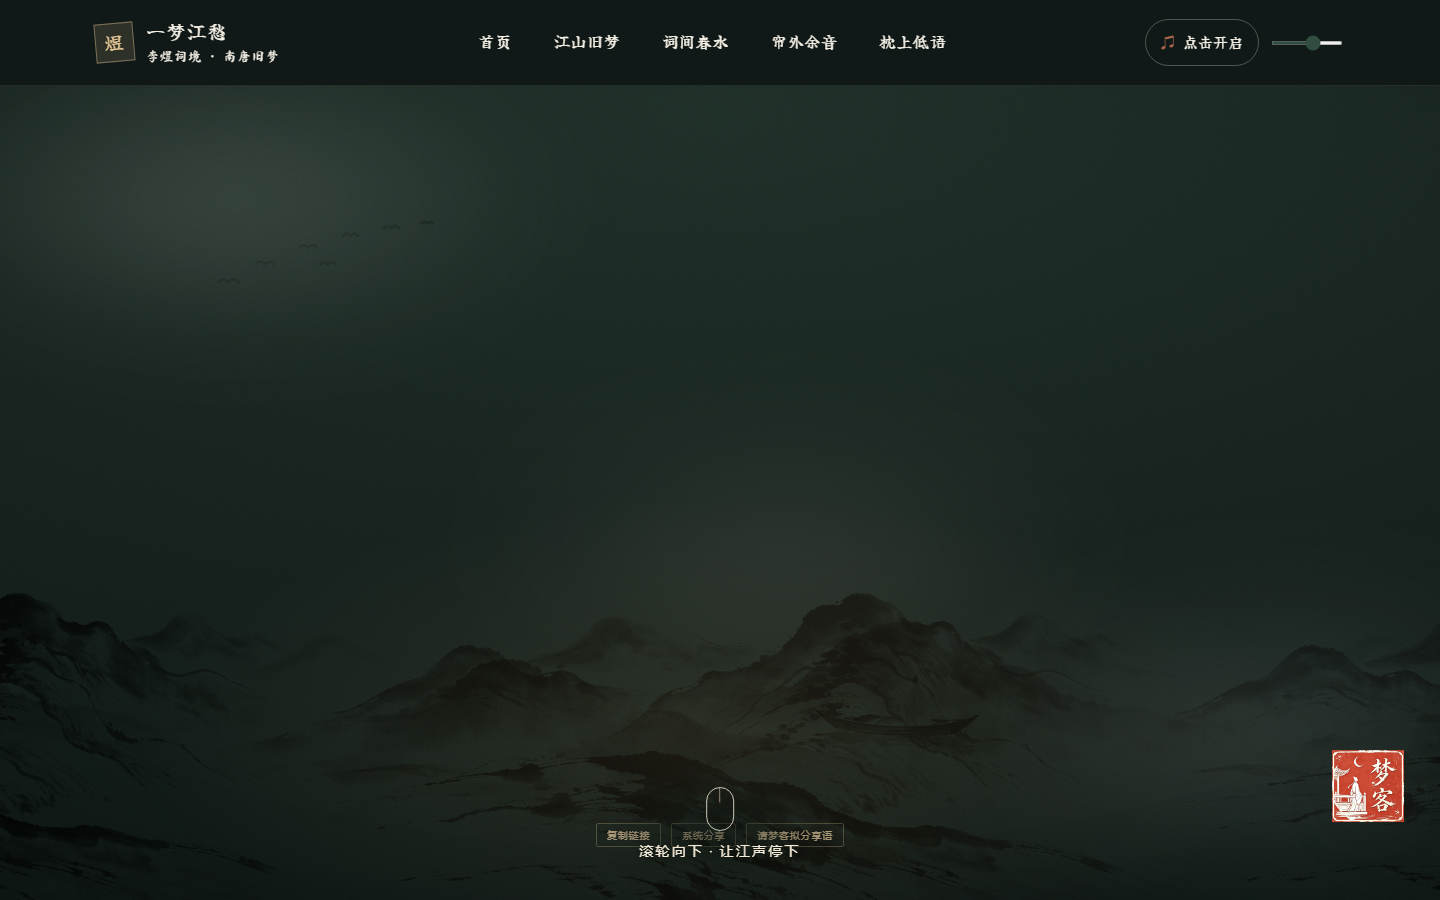 煜
一梦江愁
李煜词境 · 南唐旧梦
首页
江山旧梦
词间春水
帘外余音
枕上低语
♫ 点击开启
梦客
复制链接
系统分享
请梦客拟分享语
滚轮向下 · 让江声停下